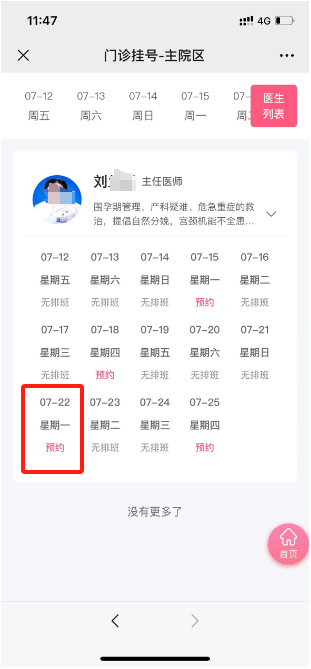 11:47
4G
门诊挂号-主院区
07-12 07-13 07-14 07-15 07-
周五 周六 周日 周一 周
医生
列表
刘 主任医师
围孕期管理、产科疑难、危急重症的救
治，提倡自然分娩，宫颈机能不全患...
07-12 07-13 07-14 07-15 07-16
星期五 星期六 星期日 星期一 星期二
无排班 无排班 无排班 预约 无排班
07-17 07-18 07-19 07-20 07-21
星期三 星期四 星期五 星期六 星期日
无排班 预约 无排班 无排班 无排班
07-22 07-23 07-24 07-25
星期一 星期二 星期三 星期四
预约 无排班 无排班 预约
没有更多了
首页